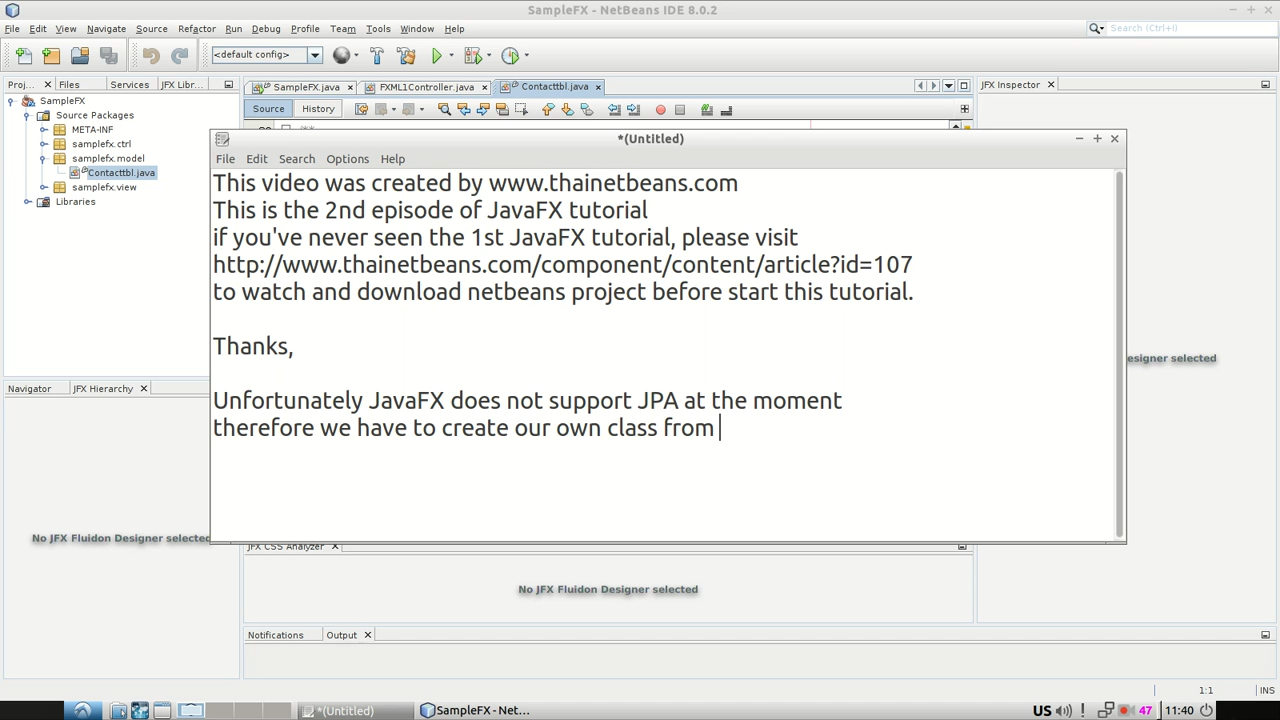 SampleFX - NetBeans IDE 8.0.2
File Edit View Navigate Source Refactor Run Debug Profile Team Tools Window Help
Search (Ctrl+I)
<default config>
Proj... Files Services JFX Libr...
SampleFX.java FXML1Controller.java Contacttbl.java
JFX Inspector
SampleFX
Source Packages
META-INF
samplefx.ctrl
samplefx.model
Contacttbl.java
samplefx.view
Libraries
Source History
*(Untitled)
File Edit Search Options Help
This video was created by www.thainetbeans.com
This is the 2nd episode of JavaFX tutorial
if you've never seen the 1st JavaFX tutorial, please visit
http://www.thainetbeans.com/component/content/article?id=107
to watch and download netbeans project before start this tutorial.
Thanks,
Unfortunately JavaFX does not support JPA at the moment
therefore we have to create our own class from
esigner selected
Navigator JFX Hierarchy
No JFX Fluidon Designer selected
JFX CSS Analyzer
No JFX Fluidon Designer selected
Notifications Output
1:1 INS
*(Untitled) SampleFX - Net... US 47 11:40